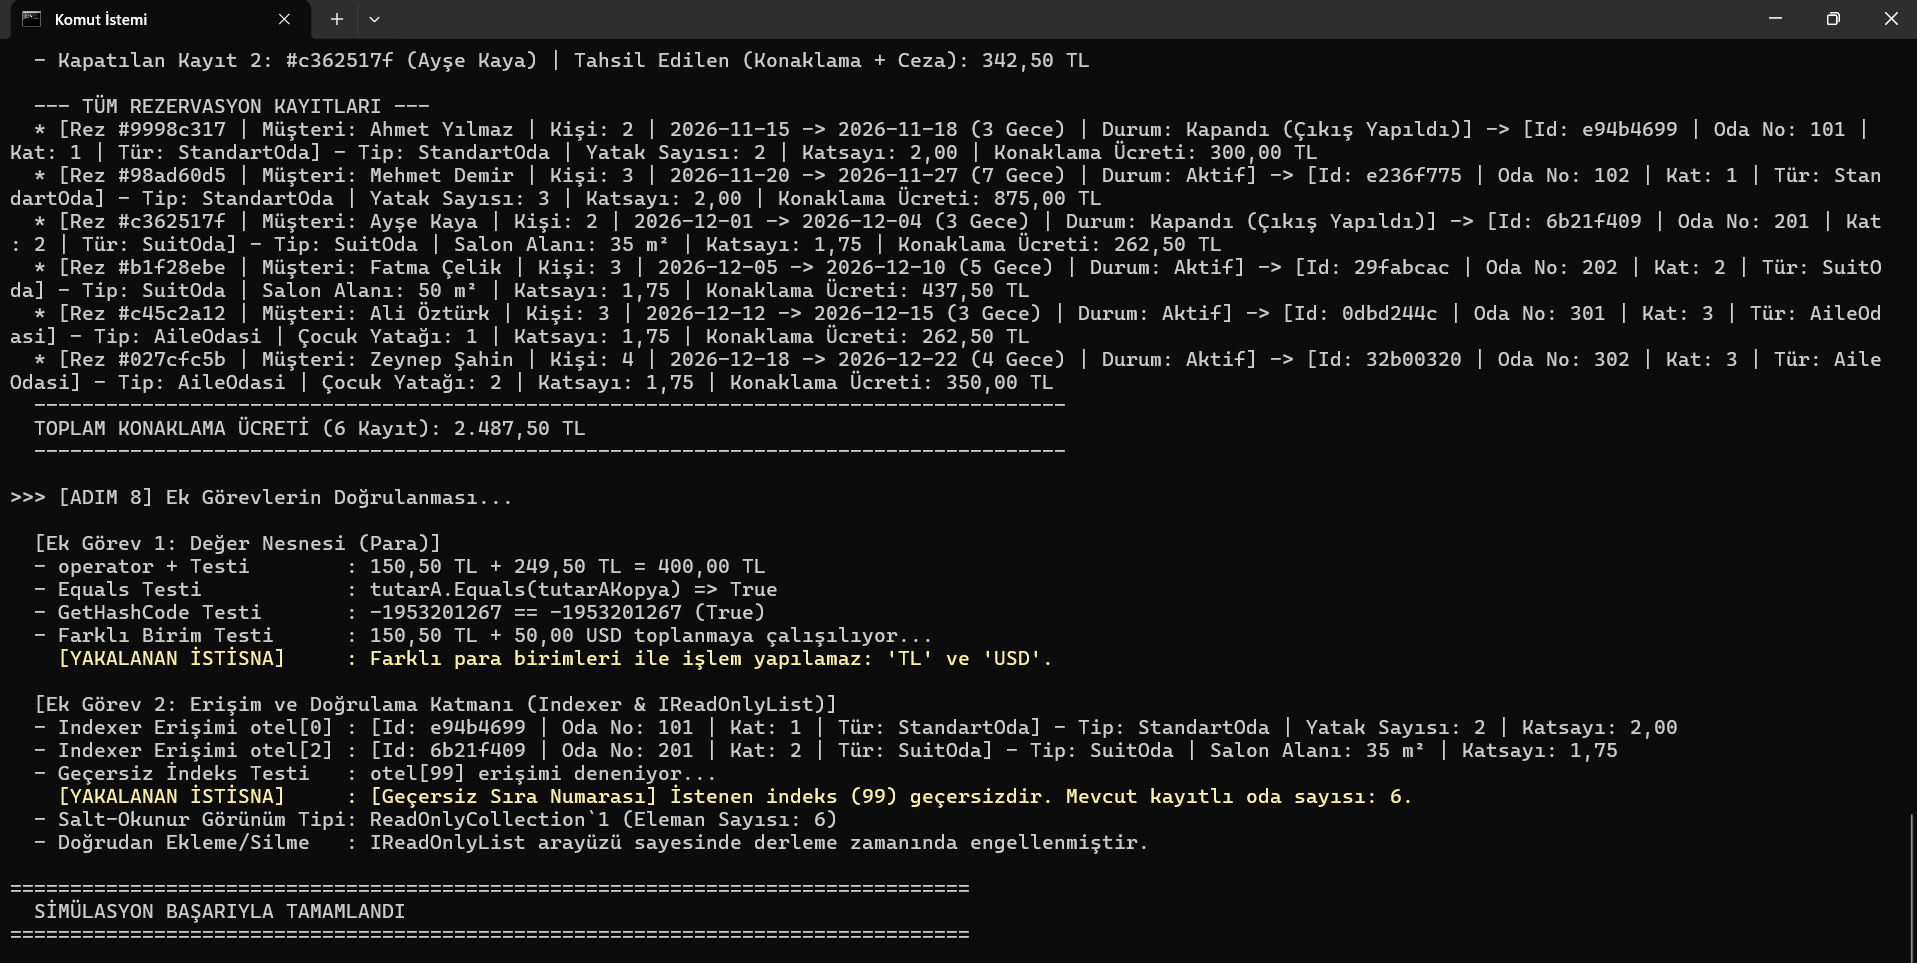 Komut İstemi
  - Kapatılan Kayıt 2: #c362517f (Ayşe Kaya) | Tahsil Edilen (Konaklama + Ceza): 342,50 TL
  --- TÜM REZERVASYON KAYITLARI ---
  * [Rez #9998c317 | Müşteri: Ahmet Yılmaz | Kişi: 2 | 2026-11-15 -> 2026-11-18 (3 Gece) | Durum: Kapandı (Çıkış Yapıldı)] -> [Id: e94b4699 | Oda No: 101 |
Kat: 1 | Tür: StandartOda] - Tip: StandartOda | Yatak Sayısı: 2 | Katsayı: 2,00 | Konaklama Ücreti: 300,00 TL
  * [Rez #98ad60d5 | Müşteri: Mehmet Demir | Kişi: 3 | 2026-11-20 -> 2026-11-27 (7 Gece) | Durum: Aktif] -> [Id: e236f775 | Oda No: 102 | Kat: 1 | Tür: Stan
dartOda] - Tip: StandartOda | Yatak Sayısı: 3 | Katsayı: 2,00 | Konaklama Ücreti: 875,00 TL
  * [Rez #c362517f | Müşteri: Ayşe Kaya | Kişi: 2 | 2026-12-01 -> 2026-12-04 (3 Gece) | Durum: Kapandı (Çıkış Yapıldı)] -> [Id: 6b21f409 | Oda No: 201 | Kat
: 2 | Tür: SuitOda] - Tip: SuitOda | Salon Alanı: 35 m² | Katsayı: 1,75 | Konaklama Ücreti: 262,50 TL
  * [Rez #b1f28ebe | Müşteri: Fatma Çelik | Kişi: 3 | 2026-12-05 -> 2026-12-10 (5 Gece) | Durum: Aktif] -> [Id: 29fabcac | Oda No: 202 | Kat: 2 | Tür: SuitO
da] - Tip: SuitOda | Salon Alanı: 50 m² | Katsayı: 1,75 | Konaklama Ücreti: 437,50 TL
  * [Rez #c45c2a12 | Müşteri: Ali Öztürk | Kişi: 3 | 2026-12-12 -> 2026-12-15 (3 Gece) | Durum: Aktif] -> [Id: 0dbd244c | Oda No: 301 | Kat: 3 | Tür: AileOd
asi] - Tip: AileOdasi | Çocuk Yatağı: 1 | Katsayı: 1,75 | Konaklama Ücreti: 262,50 TL
  * [Rez #027cfc5b | Müşteri: Zeynep Şahin | Kişi: 4 | 2026-12-18 -> 2026-12-22 (4 Gece) | Durum: Aktif] -> [Id: 32b00320 | Oda No: 302 | Kat: 3 | Tür: Aile
Odasi] - Tip: AileOdasi | Çocuk Yatağı: 2 | Katsayı: 1,75 | Konaklama Ücreti: 350,00 TL
  --------------------------------------------------------------------------------------
  TOPLAM KONAKLAMA ÜCRETİ (6 Kayıt): 2.487,50 TL
  --------------------------------------------------------------------------------------
>>> [ADIM 8] Ek Görevlerin Doğrulanması...
  [Ek Görev 1: Değer Nesnesi (Para)]
  - operator + Testi        : 150,50 TL + 249,50 TL = 400,00 TL
  - Equals Testi            : tutarA.Equals(tutarAKopya) => True
  - GetHashCode Testi       : -1953201267 == -1953201267 (True)
  - Farklı Birim Testi      : 150,50 TL + 50,00 USD toplanmaya çalışılıyor...
    [YAKALANAN İSTİSNA]     : Farklı para birimleri ile işlem yapılamaz: 'TL' ve 'USD'.
  [Ek Görev 2: Erişim ve Doğrulama Katmanı (Indexer & IReadOnlyList)]
  - Indexer Erişimi otel[0] : [Id: e94b4699 | Oda No: 101 | Kat: 1 | Tür: StandartOda] - Tip: StandartOda | Yatak Sayısı: 2 | Katsayı: 2,00
  - Indexer Erişimi otel[2] : [Id: 6b21f409 | Oda No: 201 | Kat: 2 | Tür: SuitOda] - Tip: SuitOda | Salon Alanı: 35 m² | Katsayı: 1,75
  - Geçersiz İndeks Testi   : otel[99] erişimi deneniyor...
    [YAKALANAN İSTİSNA]     : [Geçersiz Sıra Numarası] İstenen indeks (99) geçersizdir. Mevcut kayıtlı oda sayısı: 6.
  - Salt-Okunur Görünüm Tipi: ReadOnlyCollection`1 (Eleman Sayısı: 6)
  - Doğrudan Ekleme/Silme   : IReadOnlyList arayüzü sayesinde derleme zamanında engellenmiştir.
================================================================================
  SİMÜLASYON BAŞARIYLA TAMAMLANDI
================================================================================